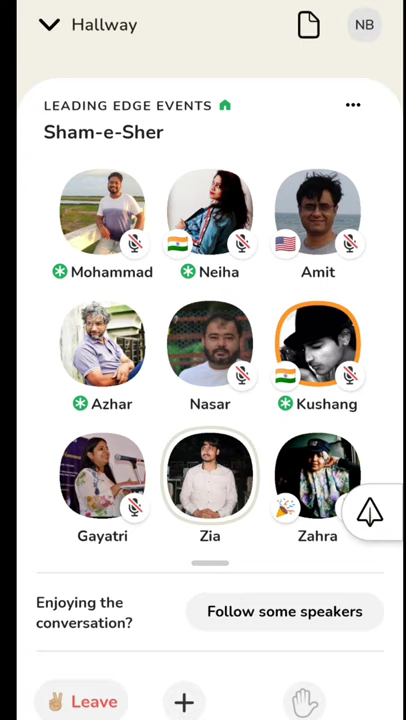 Hallway
NB
LEADING EDGE EVENTS
Sham-e-Sher
Mohammad
Neiha
Amit
Azhar
Nasar
Kushang
Gayatri
Zia
Zahra
Enjoying the
conversation?
Follow some speakers
Leave